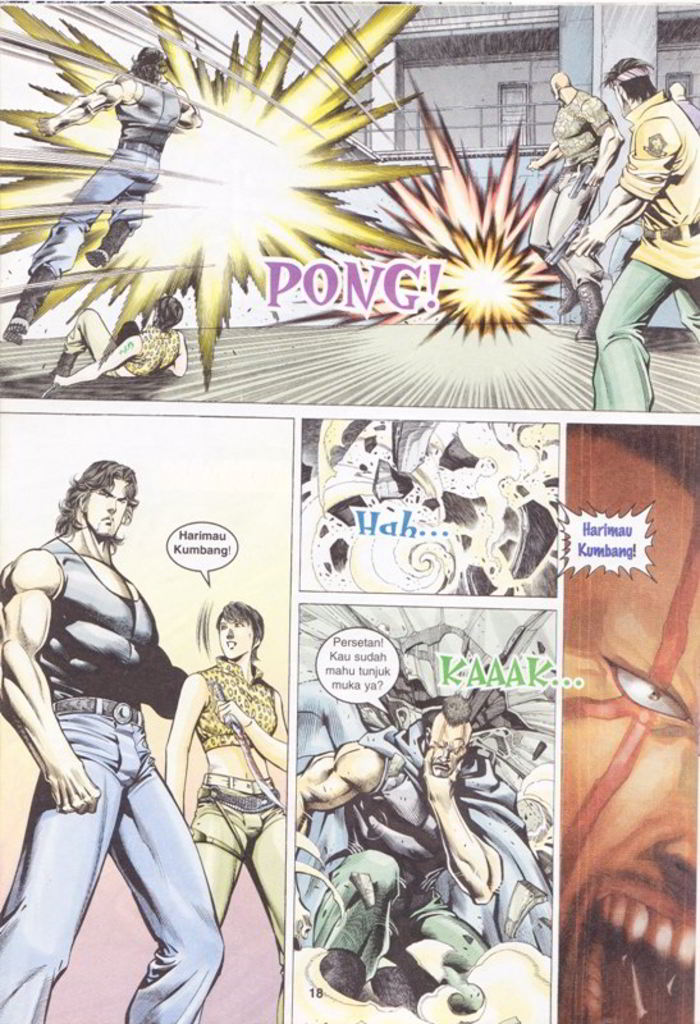 PONG!
Harimau
Kumbang!
Hah...
Persetan!
Kau sudah
mahu tunjuk
muka ya?
KAAAK...
Harimau
Kumbang!
18